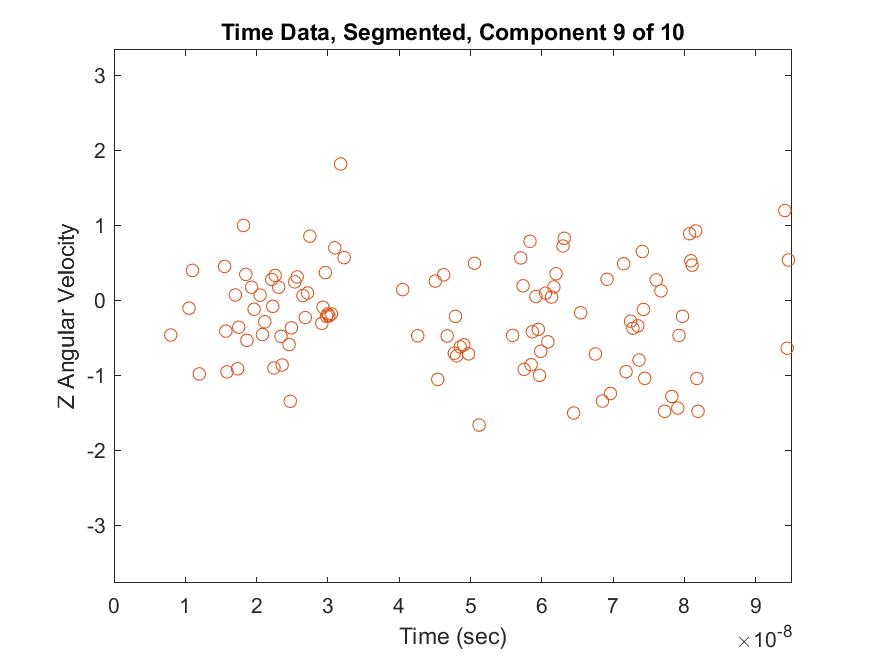 Time Data, Segmented, Component 9 of 10
Z Angular Velocity
3
2
1
0
-1
-2
-3
0 1 2 3 4 5 6 7 8 9
Time (sec)
×10-8